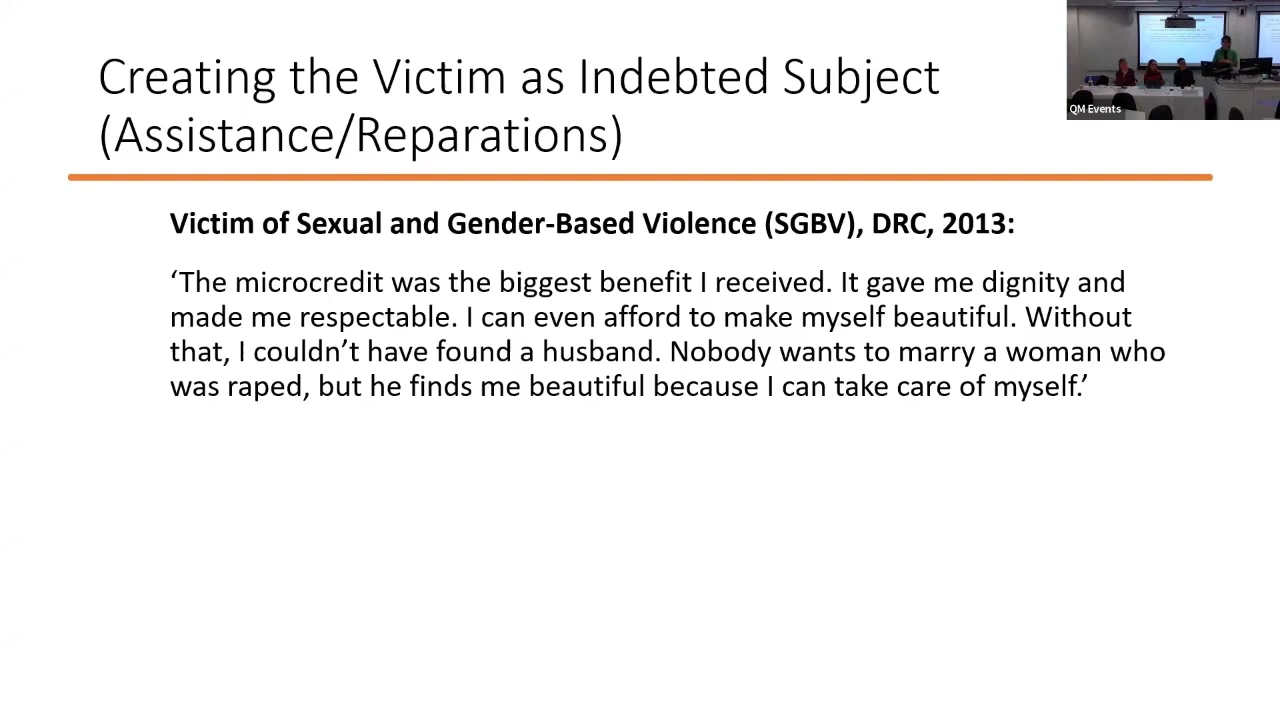 Creating the Victim as Indebted Subject
(Assistance/Reparations)
QM Events
Victim of Sexual and Gender-Based Violence (SGBV), DRC, 2013:
‘The microcredit was the biggest benefit I received. It gave me dignity and
made me respectable. I can even afford to make myself beautiful. Without
that, I couldn’t have found a husband. Nobody wants to marry a woman who
was raped, but he finds me beautiful because I can take care of myself.’